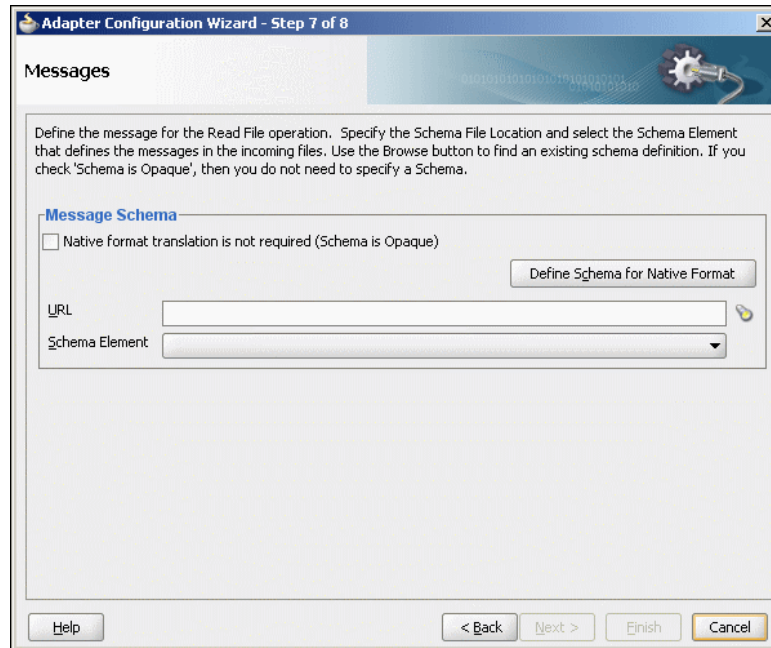 Adapter Configuration Wizard - Step 7 of 8
Messages
Define the message for the Read File operation. Specify the Schema File Location and select the Schema Element
that defines the messages in the incoming files. Use the Browse button to find an existing schema definition. If you
check 'Schema is Opaque', then you do not need to specify a Schema.
Message Schema
Native format translation is not required (Schema is Opaque)
Define Schema for Native Format
URL
Schema Element
Help
< Back
Next >
Finish
Cancel